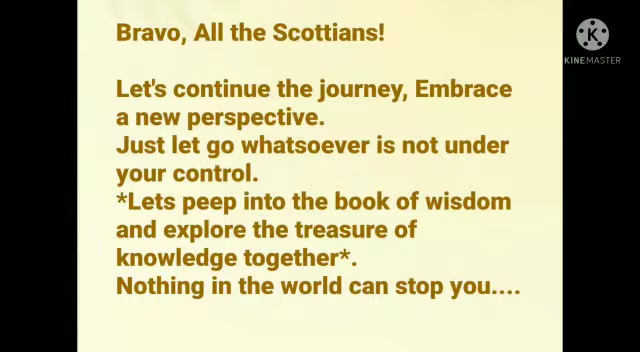 Bravo, All the Scottians!
Let's continue the journey, Embrace
a new perspective.
Just let go whatsoever is not under
your control.
*Lets peep into the book of wisdom
and explore the treasure of
knowledge together*.
Nothing in the world can stop you....
K
KINEMASTER